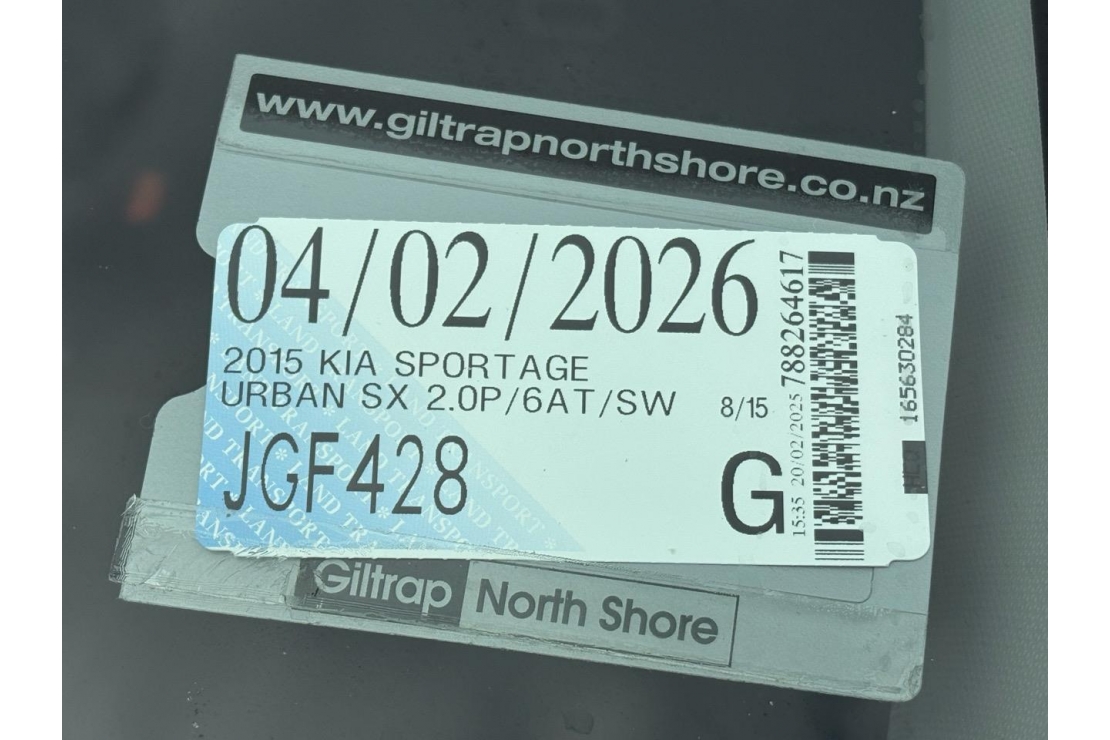 www.giltrapnorthshore.co.nz
04/02/2026
2015 KIA SPORTAGE
URBAN SX 2.0P/6AT/SW 8/15
JGF428
G
15:35 20/02/2025 788264617
165630284
Giltrap North Shore